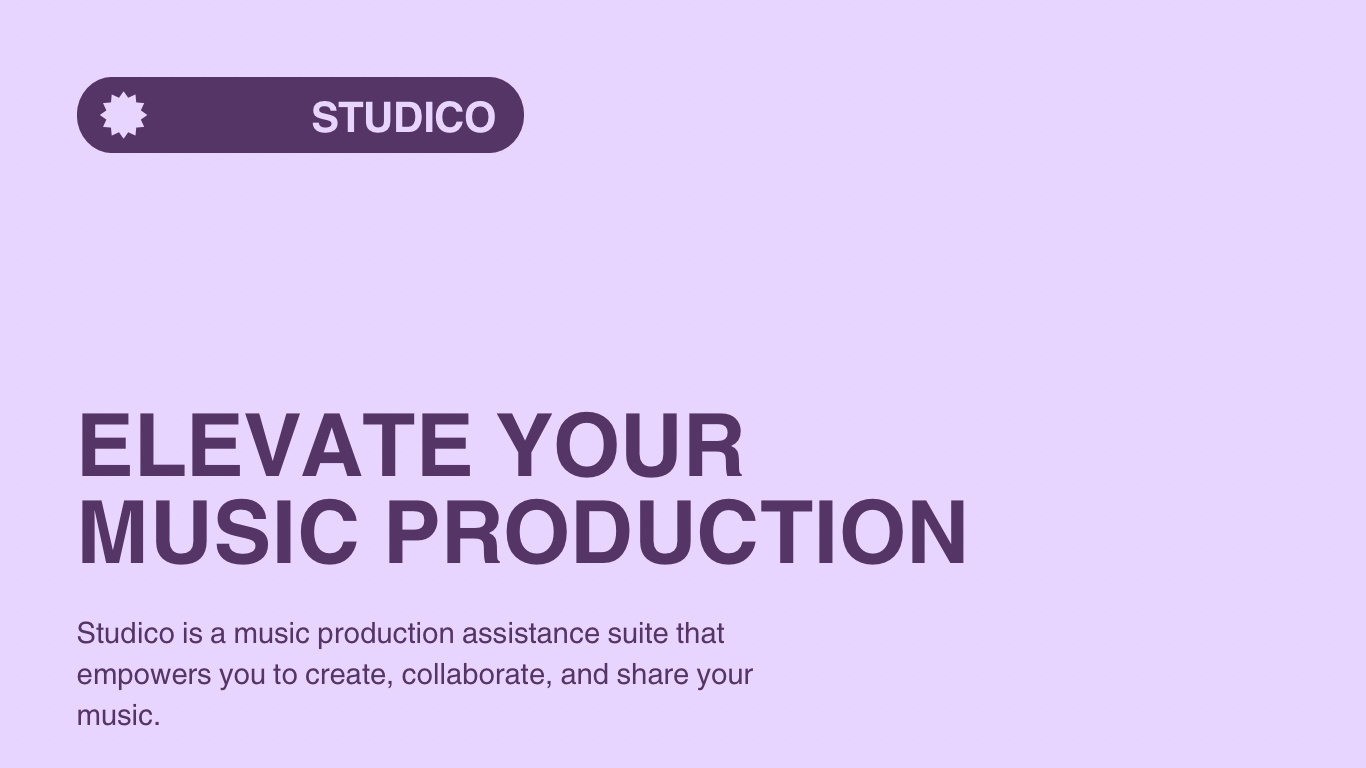 STUDICO
ELEVATE YOUR
MUSIC PRODUCTION
Studico is a music production assistance suite that
empowers you to create, collaborate, and share your
music.